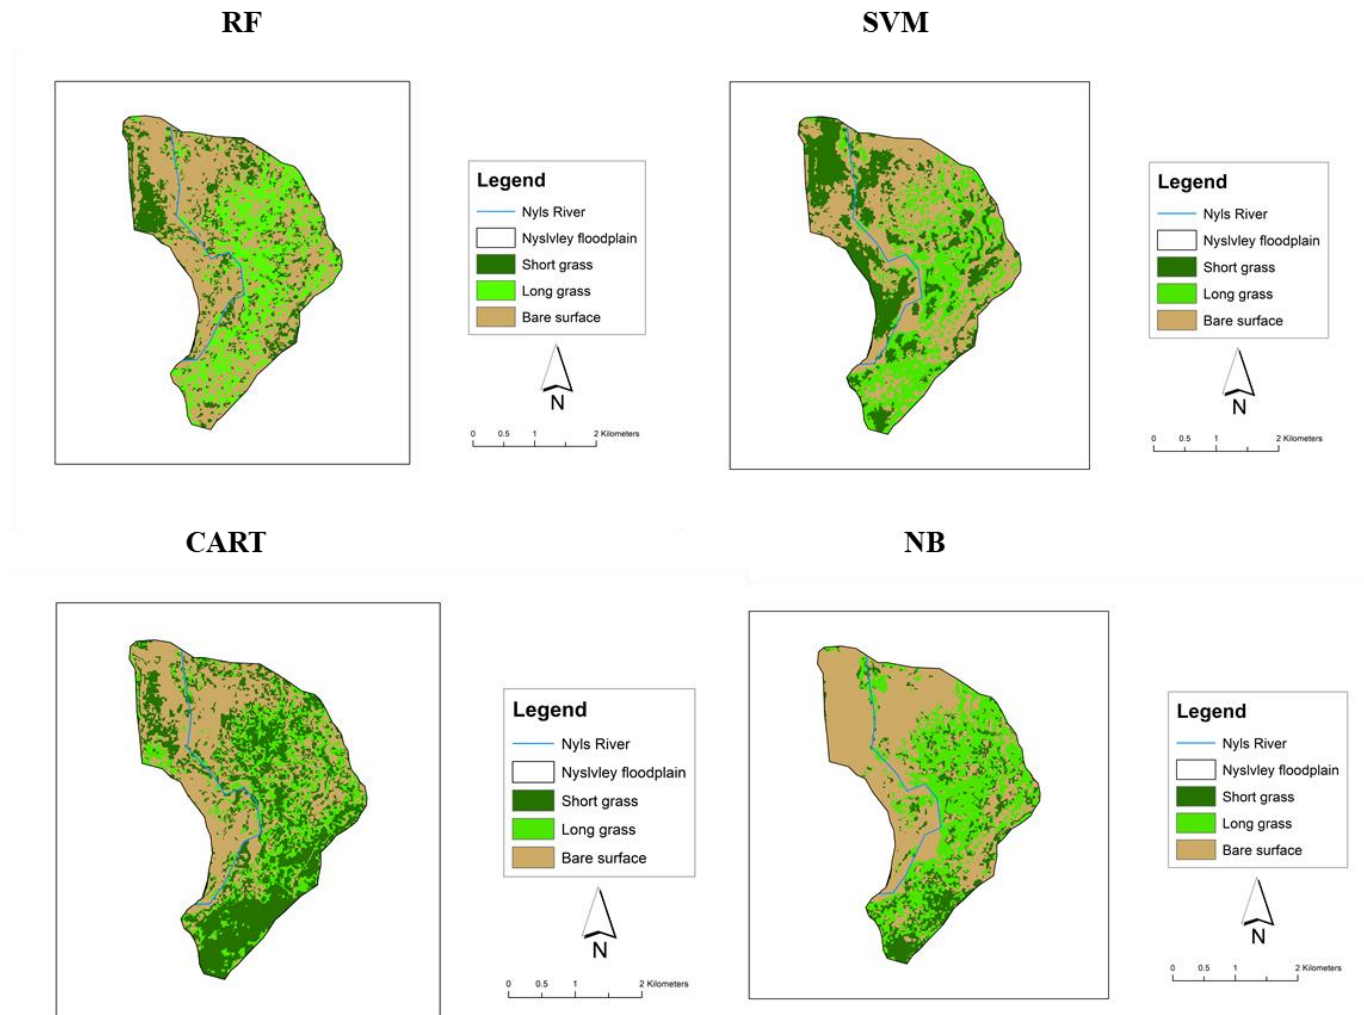 RF
Legend
Nyls River
Nyslvley floodplain
Short grass
Long grass
Bare surface
N
0 0.5 1 2 Kilometers
SVM
Legend
Nyls River
Nyslvley floodplain
Short grass
Long grass
Bare surface
N
0 0.5 1 2 Kilometers
CART
Legend
Nyls River
Nyslvley floodplain
Short grass
Long grass
Bare surface
N
0 0.5 1 2 Kilometers
NB
Legend
Nyls River
Nyslvley floodplain
Short grass
Long grass
Bare surface
N
0 0.5 1 2 Kilometers